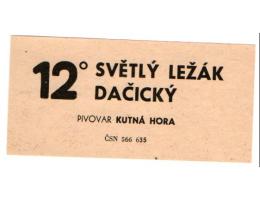 12° SVĚTLÝ LEŽÁK
DAČICKÝ
PIVOVAR KUTNÁ HORA
ČSN 566 635